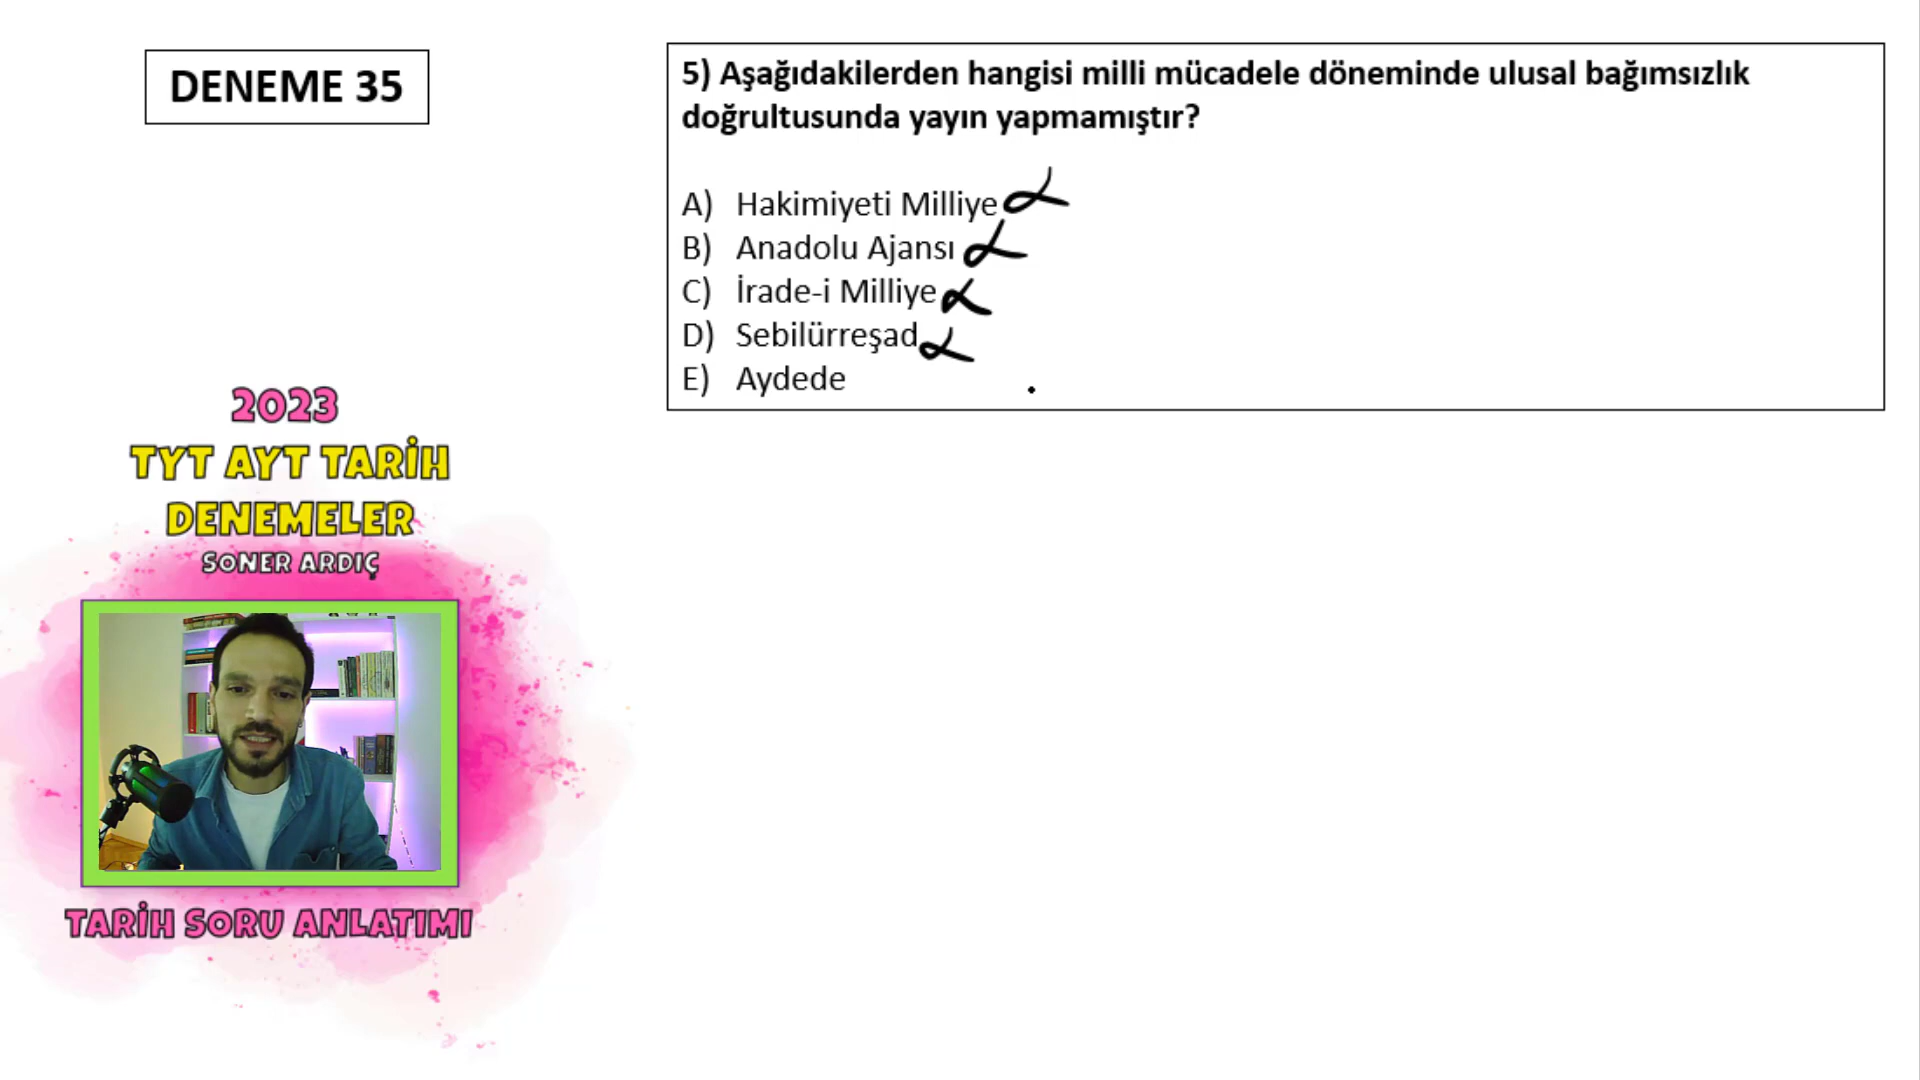 DENEME 35
5) Aşağıdakilerden hangisi milli mücadele döneminde ulusal bağımsızlık
doğrultusunda yayın yapmamıştır?
A) Hakimiyeti Milliye
B) Anadolu Ajansı
C) İrade-i Milliye
D) Sebilürreşad
E) Aydede
2023
TYT AYT TARİH
DENEMELER
SONER ARDIÇ
TARİH SORU ANLATIMI